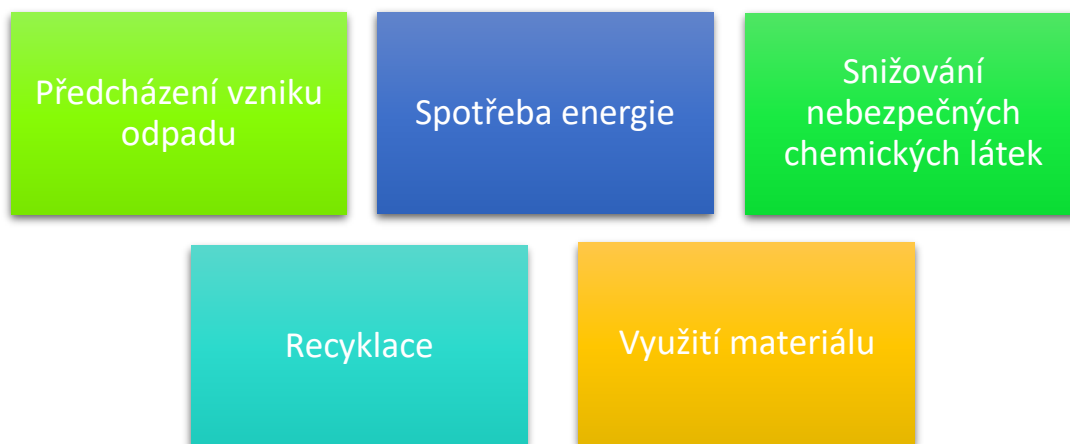 Předcházení vzniku
odpadu
Spotřeba energie
Snižování
nebezpečných
chemických látek
Recyklace
Využití materiálu